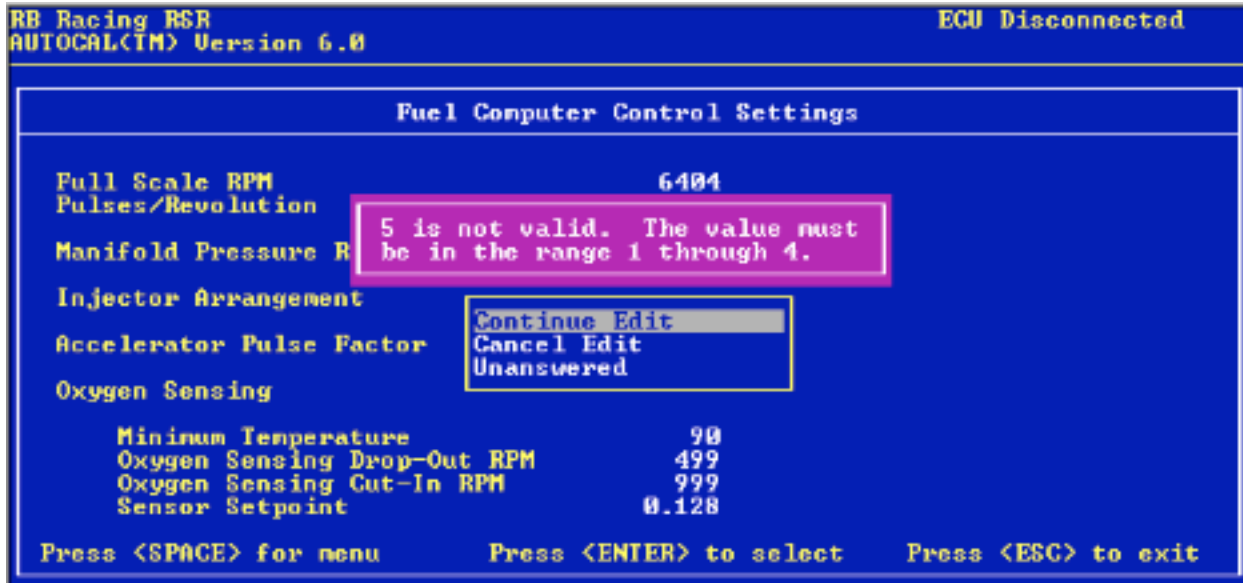 RB Racing RSR ECU Disconnected
AUTOCAL(TM) Version 6.0
Fuel Computer Control Settings
Full Scale RPM 6404
Pulses/Revolution
5 is not valid. The value must
be in the range 1 through 4.
Manifold Pressure R
Injector Arrangement
Continue Edit
Accelerator Pulse Factor
Cancel Edit
Unanswered
Oxygen Sensing
Minimum Temperature 90
Oxygen Sensing Drop-Out RPM 499
Oxygen Sensing Cut-In RPM 999
Sensor Setpoint 0.128
Press <SPACE> for menu Press <ENTER> to select Press <ESC> to exit